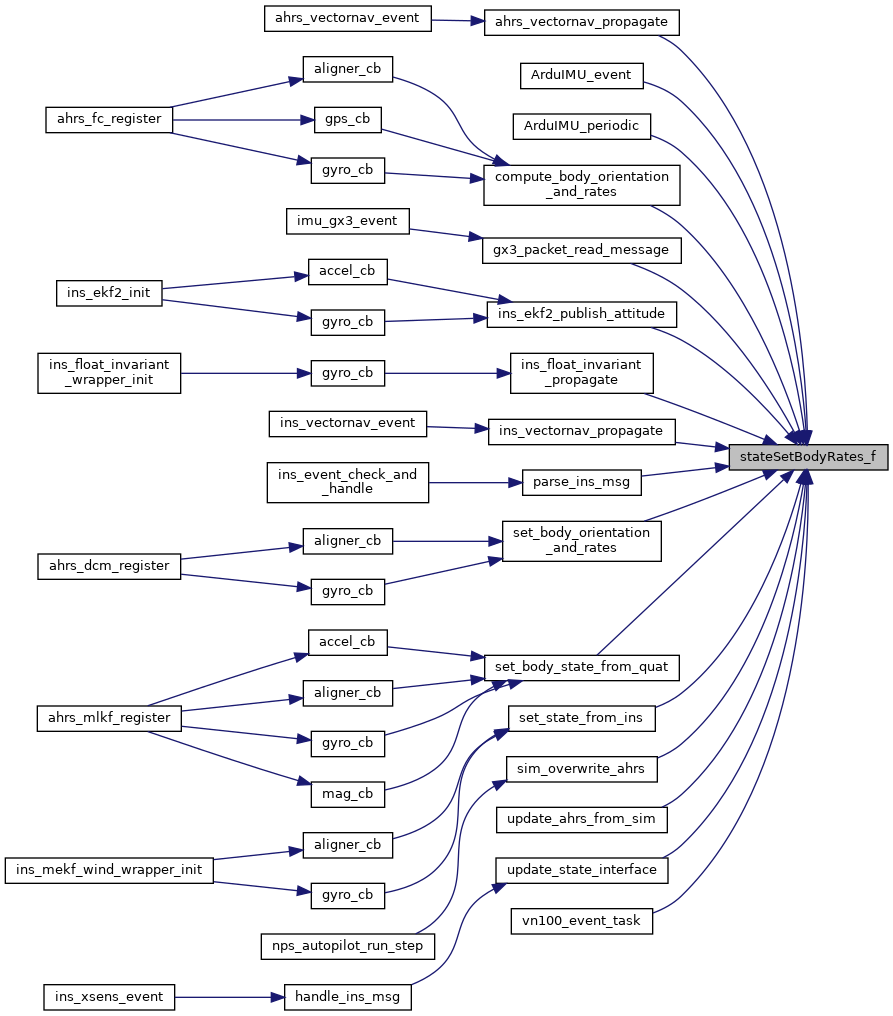 ahrs_vectornav_event
ahrs_vectornav_propagate
aligner_cb
ArduIMU_event
ahrs_fc_register
gps_cb
ArduIMU_periodic
gyro_cb
compute_body_orientation
_and_rates
imu_gx3_event
gx3_packet_read_message
accel_cb
ins_ekf2_init
gyro_cb
ins_ekf2_publish_attitude
ins_float_invariant
_wrapper_init
gyro_cb
ins_float_invariant
_propagate
ins_vectornav_event
ins_vectornav_propagate
stateSetBodyRates_f
ins_event_check_and
_handle
parse_ins_msg
aligner_cb
set_body_orientation
_and_rates
ahrs_dcm_register
gyro_cb
accel_cb
set_body_state_from_quat
aligner_cb
ahrs_mlkf_register
set_state_from_ins
gyro_cb
sim_overwrite_ahrs
mag_cb
update_ahrs_from_sim
aligner_cb
ins_mekf_wind_wrapper_init
update_state_interface
gyro_cb
vn100_event_task
nps_autopilot_run_step
ins_xsens_event
handle_ins_msg